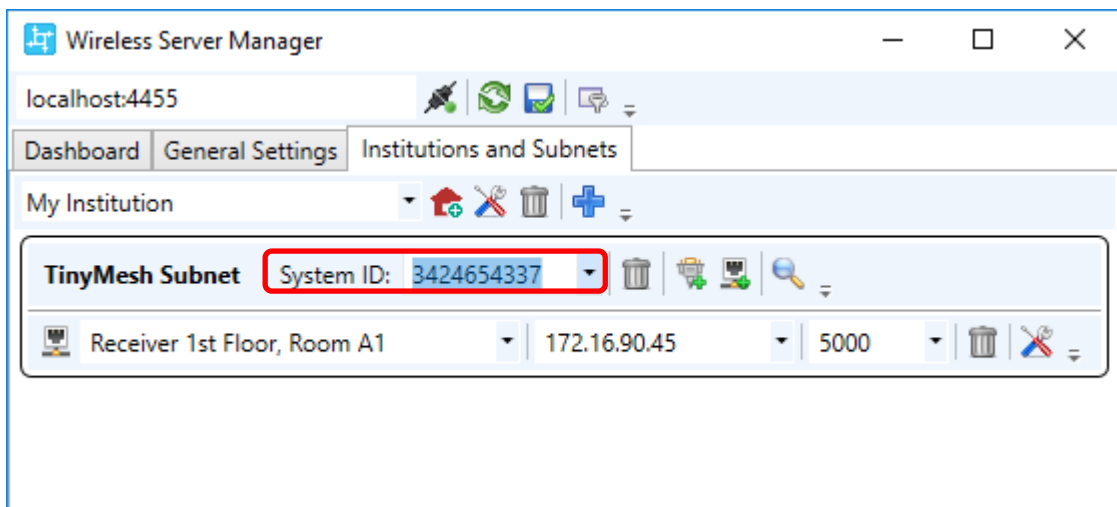 Wireless Server Manager
localhost:4455
Dashboard General Settings Institutions and Subnets
My Institution
TinyMesh Subnet System ID: 3424654337
Receiver 1st Floor, Room A1 172.16.90.45 5000